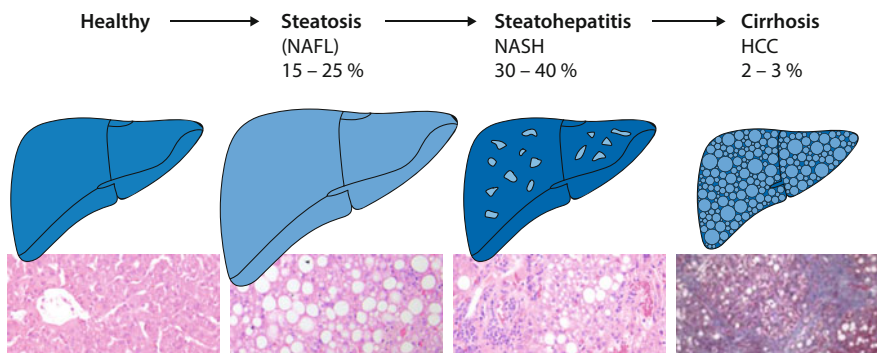 Healthy
Steatosis
(NAFL)
15 – 25 %
Steatohepatitis
NASH
30 – 40 %
Cirrhosis
HCC
2 – 3 %